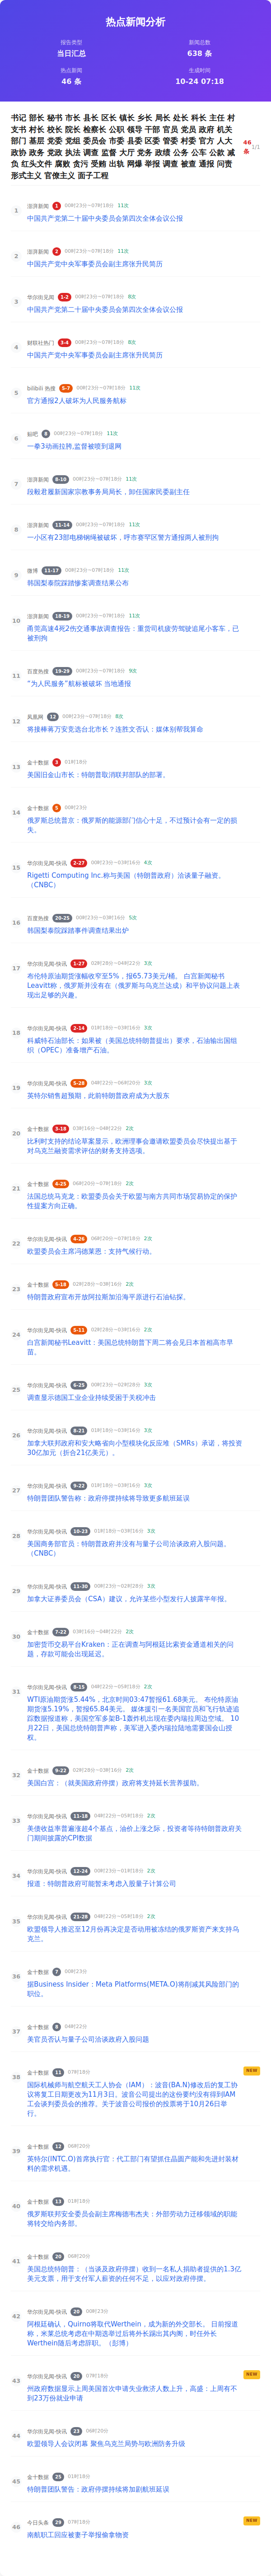 热点新闻分析
报告类型
新闻总数
当日汇总
638 条
热点新闻
生成时间
46 条
10-24 07:18
书记 部长 秘书 市长 县长 区长 镇长 乡长 局长 处长 科长 主任 村
支书 村长 校长 院长 检察长 公职 领导 干部 官员 党员 政府 机关
部门 基层 党委 党组 委员会 市委 县委 区委 管委 村委 官方 人大
政协 政务 党政 执法 调查 监督 大厅 党务 政绩 公务 公车 公款 减
负 红头文件 腐败 贪污 受贿 出轨 网爆 举报 调查 被查 通报 问责
形式主义 官僚主义 面子工程
46
条
1/1
1
澎湃新闻 1 00时23分~07时18分 11次
中国共产党第二十届中央委员会第四次全体会议公报
2
澎湃新闻 2 00时23分~07时18分 11次
中国共产党中央军事委员会副主席张升民简历
3
华尔街见闻 1-2 00时23分~07时18分 8次
中国共产党第二十届中央委员会第四次全体会议公报
4
财联社热门 3-4 00时23分~07时18分 8次
中国共产党中央军事委员会副主席张升民简历
5
bilibili 热搜 5-7 00时23分~07时18分 11次
官方通报2人破坏为人民服务航标
6
贴吧 6 00时23分~07时18分 11次
一拳3动画拉胯,监督被喷到退网
7
澎湃新闻 8-10 00时23分~07时18分 11次
段毅君履新国家宗教事务局局长，卸任国家民委副主任
8
澎湃新闻 11-14 00时23分~07时18分 11次
一小区有23部电梯钢绳被破坏，呼市赛罕区警方通报两人被刑拘
9
微博 11-17 00时23分~07时18分 11次
韩国梨泰院踩踏惨案调查结果公布
10
澎湃新闻 18-19 00时23分~07时18分 11次
甬莞高速4死2伤交通事故调查报告：重货司机疲劳驾驶追尾小客车，已
被刑拘
11
百度热搜 19-29 00时23分~07时18分 9次
“为人民服务”航标被破坏 当地通报
12
凤凰网 12 00时23分~07时18分 8次
将接棒蒋万安竞选台北市长？连胜文否认：媒体别帮我算命
13
金十数据 3 01时18分
美国旧金山市长：特朗普取消联邦部队的部署。
14
金十数据 5 00时23分
俄罗斯总统普京：俄罗斯的能源部门信心十足，不过预计会有一定的损
失。
15
华尔街见闻-快讯 2-27 00时23分~03时16分 4次
Rigetti Computing Inc.称与美国（特朗普政府）洽谈量子融资。
（CNBC）
16
百度热搜 20-25 00时23分~03时16分 5次
韩国梨泰院踩踏事件调查结果出炉
17
华尔街见闻-快讯 1-27 02时28分~04时22分 3次
布伦特原油期货涨幅收窄至5%，报65.73美元/桶。 白宫新闻秘书
Leavitt称，俄罗斯并没有在（俄罗斯与乌克兰达成）和平协议问题上表
现出足够的兴趣。
18
华尔街见闻-快讯 2-14 01时18分~03时16分 3次
科威特石油部长：如果被（美国总统特朗普提出）要求，石油输出国组
织（OPEC）准备增产石油。
19
华尔街见闻-快讯 5-28 04时22分~06时20分 3次
英特尔销售超预期，此前特朗普政府成为大股东
20
金十数据 3-18 03时16分~04时22分 2次
比利时支持的结论草案显示，欧洲理事会邀请欧盟委员会尽快提出基于
对乌克兰融资需求评估的财务支持选项。
21
金十数据 4-25 06时20分~07时18分 2次
法国总统马克龙：欧盟委员会关于欧盟与南方共同市场贸易协定的保护
性提案方向正确。
22
华尔街见闻-快讯 4-26 06时20分~07时18分 2次
欧盟委员会主席冯德莱恩：支持气候行动。
23
金十数据 5-18 02时28分~03时16分 2次
特朗普政府宣布开放阿拉斯加沿海平原进行石油钻探。
24
华尔街见闻-快讯 5-11 02时28分~03时16分 2次
白宫新闻秘书Leavitt：美国总统特朗普下周二将会见日本首相高市早
苗。
25
华尔街见闻-快讯 6-25 00时23分~02时28分 3次
调查显示德国工业企业持续受困于关税冲击
26
华尔街见闻-快讯 8-21 01时18分~03时16分 3次
加拿大联邦政府和安大略省向小型模块化反应堆（SMRs）承诺，将投资
30亿加元（折合21亿美元）。
27
华尔街见闻-快讯 9-22 01时18分~03时16分 3次
特朗普团队警告称：政府停摆持续将导致更多航班延误
28
华尔街见闻-快讯 10-23 01时18分~03时16分 3次
美国商务部官员：特朗普政府并没有与量子公司洽谈政府入股问题。
（CNBC）
29
华尔街见闻-快讯 11-30 00时23分~02时28分 3次
加拿大证券委员会（CSA）建议，允许某些小型发行人披露半年报。
30
金十数据 7-22 03时16分~04时22分 2次
加密货币交易平台Kraken：正在调查与阿根廷比索资金通道相关的问
题，存款可能会出现延迟。
31
华尔街见闻-快讯 8-15 04时22分~05时18分 2次
WTI原油期货涨5.44%，北京时间03:47暂报61.68美元。 布伦特原油
期货涨5.19%，暂报65.84美元。 媒体援引一名美国官员和飞行轨迹追
踪数据报道称，美国空军多架B-1轰炸机出现在委内瑞拉周边空域。 10
月22日，美国总统特朗普声称，美军进入委内瑞拉陆地需要国会山授
权。
32
金十数据 9-22 02时28分~03时16分 2次
美国白宫：（就美国政府停摆）政府将支持延长营养援助。
33
华尔街见闻-快讯 11-18 04时22分~05时18分 2次
美债收益率普遍涨超4个基点，油价上涨之际，投资者等待特朗普政府关
门期间披露的CPI数据
34
华尔街见闻-快讯 12-24 00时23分~01时18分 2次
报道：特朗普政府可能暂未考虑入股量子计算公司
35
华尔街见闻-快讯 21-28 04时22分~05时18分 2次
欧盟领导人推迟至12月份再决定是否动用被冻结的俄罗斯资产来支持乌
克兰。
36
金十数据 7 00时23分
据Business Insider：Meta Platforms(META.O)将削减其风险部门的
职位。
37
金十数据 8 04时22分
美官员否认与量子公司洽谈政府入股问题
38
金十数据 11 07时18分
NEW
国际机械师与航空航天工人协会（IAM）：波音(BA.N)修改后的复工协
议将复工日期更改为11月3日。波音公司提出的这份要约没有得到IAM
工会谈判委员会的推荐。关于波音公司报价的投票将于10月26日举
行。
39
金十数据 12 06时20分
英特尔(INTC.O)首席执行官：代工部门有望抓住晶圆产能和先进封装材
料的需求机遇。
40
金十数据 13 01时18分
俄罗斯联邦安全委员会副主席梅德韦杰夫：外部劳动力迁移领域的职能
将转交给内务部。
41
金十数据 20 06时20分
美国总统特朗普：（当谈及政府停摆）收到一名私人捐助者提供的1.3亿
美元支票，用于支付军人薪资的任何不足，以应对政府停摆。
42
华尔街见闻-快讯 20 00时23分
阿根廷确认，Quirno将取代Werthein，成为新的外交部长。 日前报道
称，米莱总统考虑在中期选举过后将外长踢出其内阁，时任外长
Werthein随后考虑辞职。（彭博）
43
华尔街见闻-快讯 20 07时18分
NEW
州政府数据显示上周美国首次申请失业救济人数上升，高盛：上周有不
到23万份就业申请
44
华尔街见闻-快讯 23 06时20分
欧盟领导人会议闭幕 聚焦乌克兰局势与欧洲防务升级
45
金十数据 25 01时18分
特朗普团队警告：政府停摆持续将加剧航班延误
46
今日头条 29 07时18分
NEW
南航职工回应被妻子举报偷拿物资